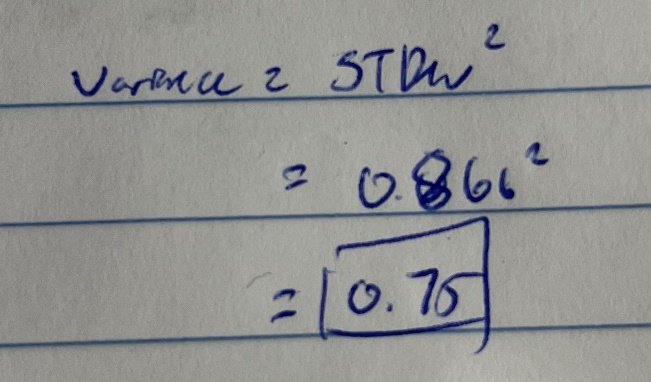 Variance = STDev²
= 0.866²
= 0.75